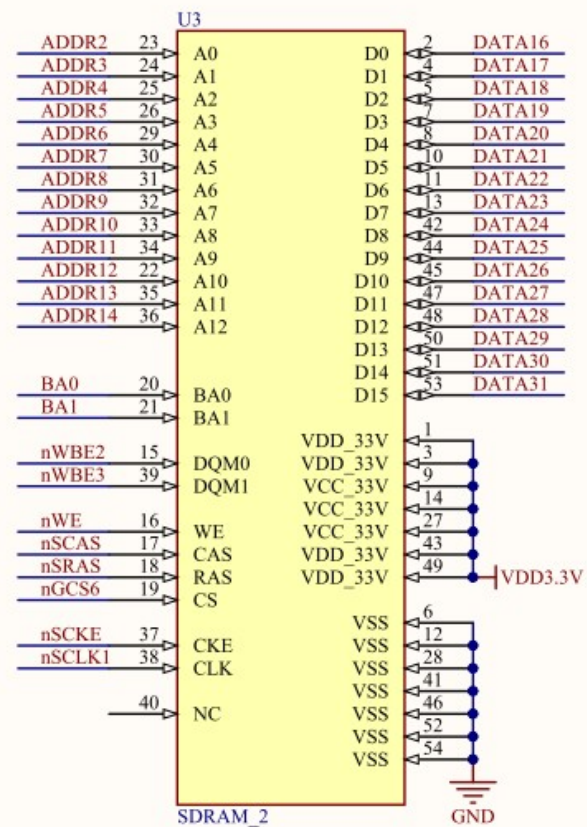 U3
ADDR2 23 A0 D0 2 DATA16
ADDR3 24 A1 D1 4 DATA17
ADDR4 25 A2 D2 5 DATA18
ADDR5 26 A3 D3 7 DATA19
ADDR6 29 A4 D4 8 DATA20
ADDR7 30 A5 D5 10 DATA21
ADDR8 31 A6 D6 11 DATA22
ADDR9 32 A7 D7 13 DATA23
ADDR10 33 A8 D8 42 DATA24
ADDR11 34 A9 D9 44 DATA25
ADDR12 22 A10 D10 45 DATA26
ADDR13 35 A11 D11 47 DATA27
ADDR14 36 A12 D12 48 DATA28
D13 50 DATA29
D14 51 DATA30
BA0 20 BA0 D15 53 DATA31
BA1 21 BA1
VDD_33V 1
nWBE2 15 DQM0 VDD_33V 3
nWBE3 39 DQM1 VCC_33V 9
VCC_33V 14
nWE 16 WE VCC_33V 27
nSCAS 17 CAS VDD_33V 43
nSRAS 18 RAS VDD_33V 49 VDD3.3V
nGCS6 19 CS
VSS 6
nSCKE 37 CKE VSS 12
nSCLK1 38 CLK VSS 28
VSS 41
40 NC VSS 46
VSS 52
VSS 54
SDRAM_2 GND